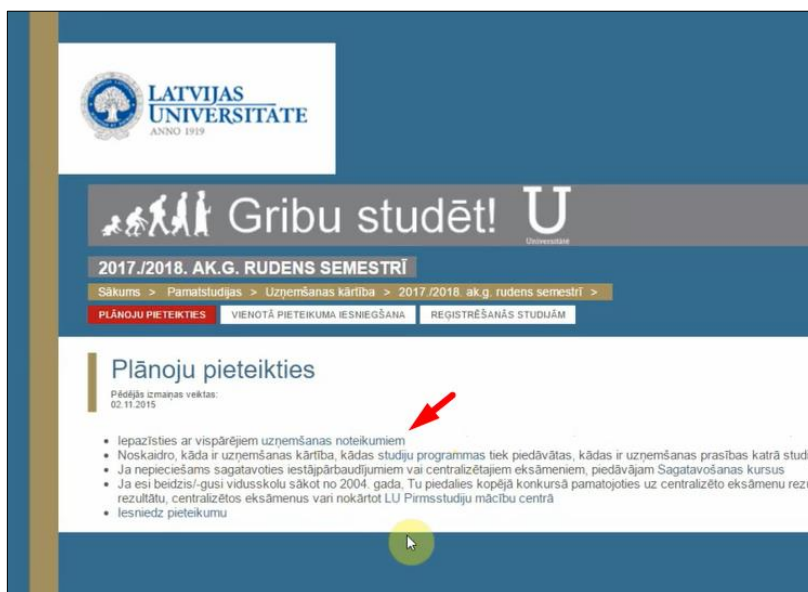 LATVIJAS
UNIVERSITĀTE
ANNO 1919
Gribu studēt! U
Universitāte
2017./2018. AK.G. RUDENS SEMESTRĪ
Sākums > Pamatstudijas > Uzņemšanas kārtība > 2017./2018. ak.g. rudens semestrī >
PLĀNOJU PIETEIKTIES VIENOTĀ PIETEIKUMA IESNIEGŠANA REĢISTRĒŠANĀS STUDIJĀM
Plānoju pieteikties
Pēdējās izmaiņas veiktas:
02.11.2015
• Iepazīsties ar vispārējiem uzņemšanas noteikumiem
• Noskaidro, kāda ir uzņemšanas kārtība, kādas studiju programmas tiek piedāvātas, kādas ir uzņemšanas prasības katrā studi
• Ja nepieciešams sagatavoties iestājpārbaudījumiem vai centralizētajiem eksāmeniem, piedāvājam Sagatavošanas kursus
• Ja esi beidzis/-gusi vidusskolu sākot no 2004. gada, Tu piedalies kopējā konkursā pamatojoties uz centralizēto eksāmenu rezu
rezultātu, centralizētos eksāmenus vari nokārtot LU Pirmsstudiju mācību centrā
• Iesniedz pieteikumu